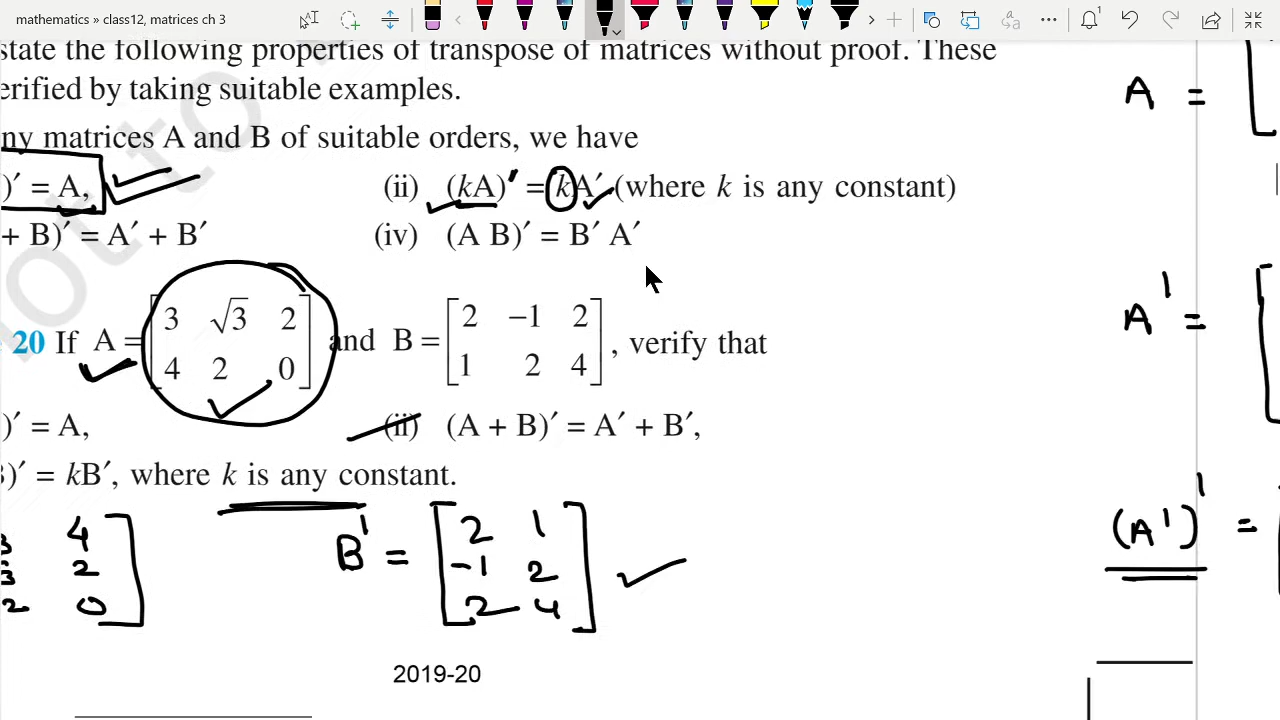 mathematics » class12, matrices ch 3
state the following properties of transpose of matrices without proof. These
erified by taking suitable examples.
ny matrices A and B of suitable orders, we have
)′ = A, (ii) (kA)′ = kA′ (where k is any constant)
+ B)′ = A′ + B′ (iv) (A B)′ = B′ A′
20 If A = [3 √3 2
4 2 0] and B = [2 −1 2
1 2 4], verify that
)′ = A, (ii) (A + B)′ = A′ + B′,
)′ = kB′, where k is any constant.
4
2
2 0
B' = [2 1
-1 2
2 4]
2019-20
A =
A' =
(A')' =
not to